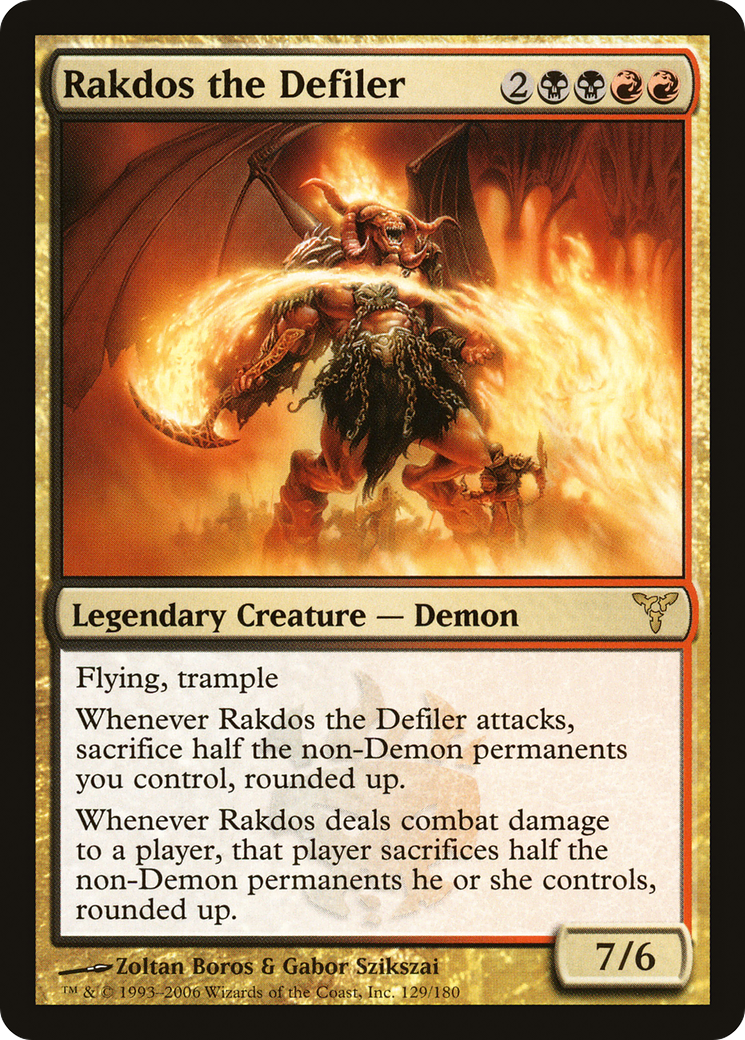 Rakdos the Defiler 2
Legendary Creature — Demon
Flying, trample
Whenever Rakdos the Defiler attacks,
sacrifice half the non-Demon permanents
you control, rounded up.
Whenever Rakdos deals combat damage
to a player, that player sacrifices half the
non-Demon permanents he or she controls,
rounded up.
7/6
Zoltan Boros & Gabor Szikszai
™ & © 1993–2006 Wizards of the Coast, Inc. 129/180